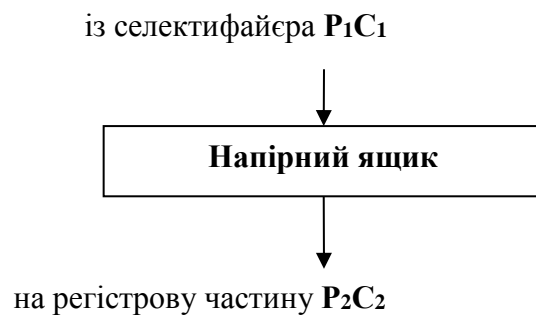 із селектифайєра P₁C₁
Напірний ящик
на регістрову частину P₂C₂